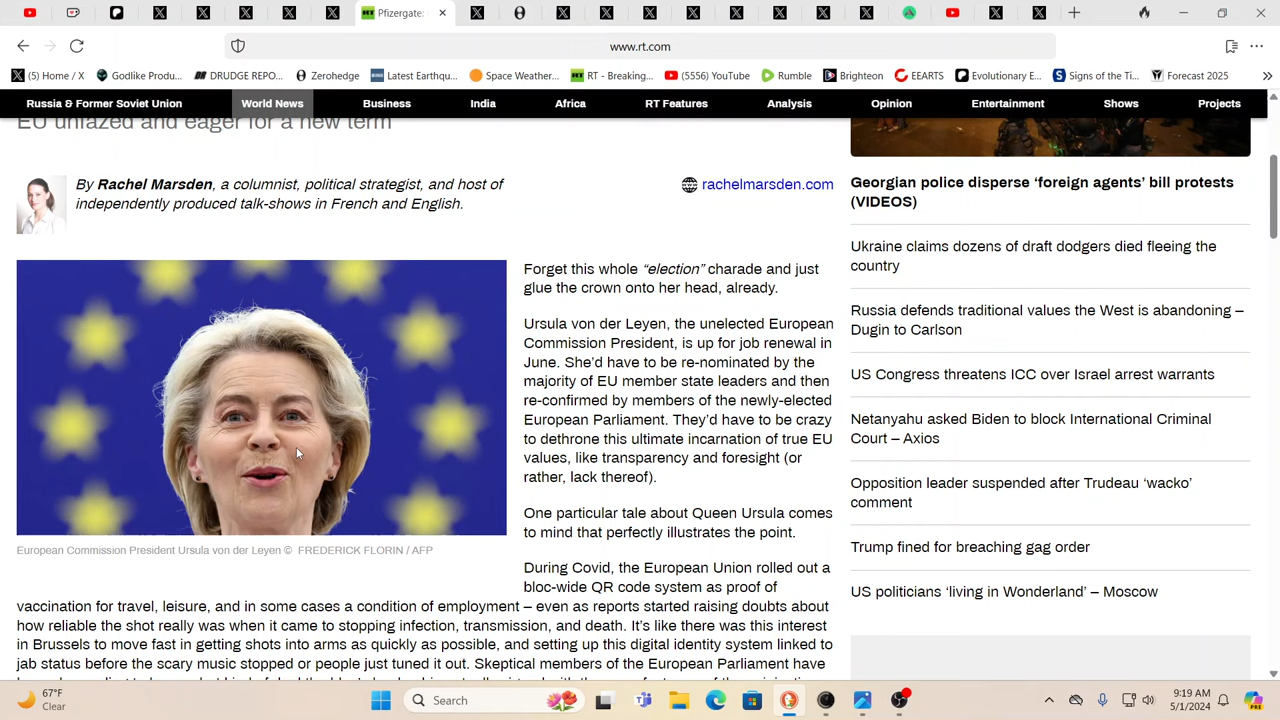 Pfizergate:
www.rt.com
(5) Home / X
Godlike Produ...
DRUDGE REPO...
Zerohedge
Latest Earthqu...
Space Weather...
RT - Breaking...
(5556) YouTube
Rumble
Brighteon
EEARTS
Evolutionary E...
Signs of the Ti...
Forecast 2025
Russia & Former Soviet Union
World News
Business
India
Africa
RT Features
Analysis
Opinion
Entertainment
Shows
Projects
EU unfazed and eager for a new term
By Rachel Marsden, a columnist, political strategist, and host of
independently produced talk-shows in French and English.
rachelmarsden.com
Forget this whole “election” charade and just
glue the crown onto her head, already.
Ursula von der Leyen, the unelected European
Commission President, is up for job renewal in
June. She’d have to be re-nominated by the
majority of EU member state leaders and then
re-confirmed by members of the newly-elected
European Parliament. They’d have to be crazy
to dethrone this ultimate incarnation of true EU
values, like transparency and foresight (or
rather, lack thereof).
One particular tale about Queen Ursula comes
to mind that perfectly illustrates the point.
European Commission President Ursula von der Leyen © FREDERICK FLORIN / AFP
During Covid, the European Union rolled out a
bloc-wide QR code system as proof of
vaccination for travel, leisure, and in some cases a condition of employment – even as reports started raising doubts about
how reliable the shot really was when it came to stopping infection, transmission, and death. It’s like there was this interest
in Brussels to move fast in getting shots into arms as quickly as possible, and setting up this digital identity system linked to
jab status before the scary music stopped or people just tuned it out. Skeptical members of the European Parliament have
Georgian police disperse ‘foreign agents’ bill protests
(VIDEOS)
Ukraine claims dozens of draft dodgers died fleeing the
country
Russia defends traditional values the West is abandoning –
Dugin to Carlson
US Congress threatens ICC over Israel arrest warrants
Netanyahu asked Biden to block International Criminal
Court – Axios
Opposition leader suspended after Trudeau ‘wacko’
comment
Trump fined for breaching gag order
US politicians ‘living in Wonderland’ – Moscow
67°F
Clear
Search
9:19 AM
5/1/2024
PRE